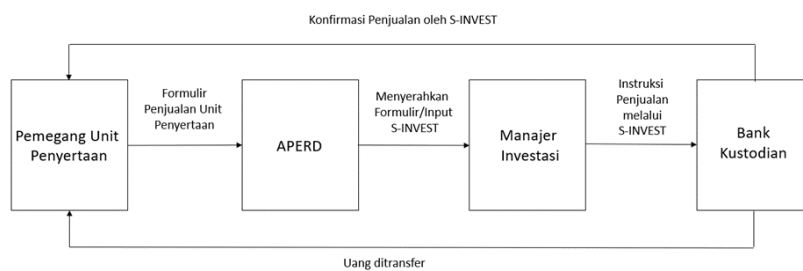 Konfirmasi Penjualan oleh S-INVEST
Pemegang Unit
Penyertaan
Formulir
Penjualan Unit
Penyertaan
APERD
Menyerahkan
Formulir/Input
S-INVEST
Manajer
Investasi
Instruksi
Penjualan
melalui
S-INVEST
Bank
Kustodian
Uang ditransfer